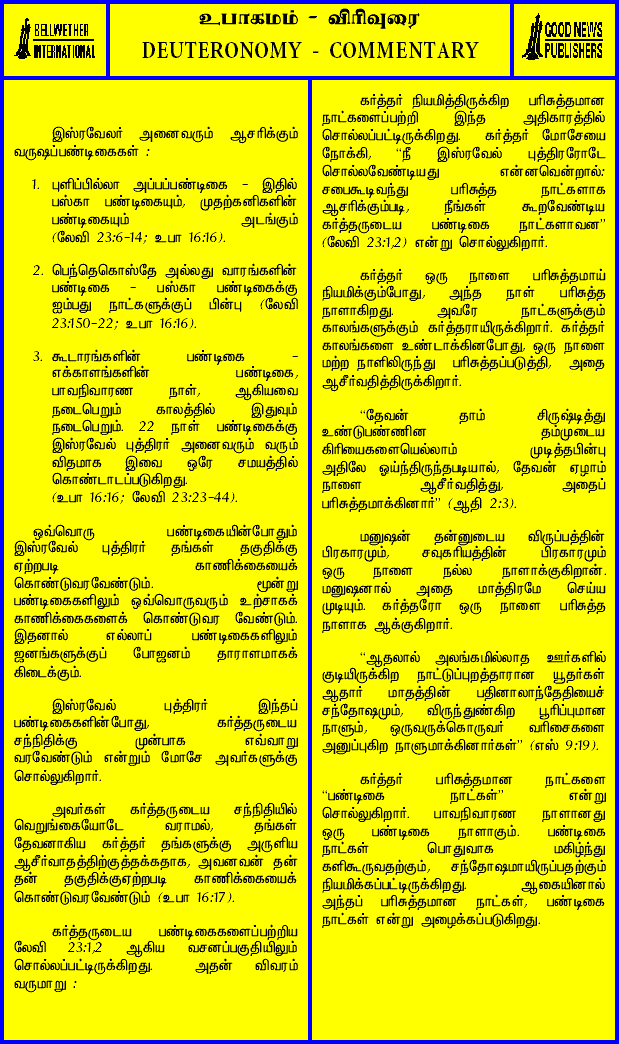 BELLWETHER
INTERNATIONAL
உபாகமம் - விரிவுரை
DEUTERONOMY - COMMENTARY
GOOD NEWS
PUBLISHERS
இஸ்ரவேலர் அனைவரும் ஆசரிக்கும்
வருஷப்பண்டிகைகள் :
1. புளிப்பில்லா அப்பப்பண்டிகை - இதில்
பஸ்கா பண்டிகையும், முதற்கனிகளின்
பண்டிகையும் அடங்கும்
(லேவி 23:6-14; உபா 16:16).
2. பெந்தெகொஸ்தே அல்லது வாரங்களின்
பண்டிகை - பஸ்கா பண்டிகைக்கு
ஐம்பது நாட்களுக்குப் பின்பு (லேவி
23:150-22; உபா 16:16).
3. கூடாரங்களின் பண்டிகை -
எக்காளங்களின் பண்டிகை,
பாவநிவாரண நாள், ஆகியவை
நடைபெறும் காலத்தில் இதுவும்
நடைபெறும். 22 நாள் பண்டிகைக்கு
இஸ்ரவேல் புத்திரர் அனைவரும் வரும்
விதமாக இவை ஒரே சமயத்தில்
கொண்டாடப்படுகிறது.
(உபா 16:16; லேவி 23:23-44).
ஒவ்வொரு பண்டிகையின்போதும்
இஸ்ரவேல் புத்திரர் தங்கள் தகுதிக்கு
ஏற்றபடி காணிக்கையைக்
கொண்டுவரவேண்டும். மூன்று
பண்டிகைகளிலும் ஒவ்வொருவரும் உற்சாகக்
காணிக்கைகளைக் கொண்டுவர வேண்டும்.
இதனால் எல்லாப் பண்டிகைகளிலும்
ஜனங்களுக்குப் போஜனம் தாராளமாகக்
கிடைக்கும்.
இஸ்ரவேல் புத்திரர் இந்தப்
பண்டிகைகளின்போது, கர்த்தருடைய
சந்நிதிக்கு முன்பாக எவ்வாறு
வரவேண்டும் என்றும் மோசே அவர்களுக்கு
சொல்லுகிறார்.
அவர்கள் கர்த்தருடைய சந்நிதியில்
வெறுங்கையோடே வராமல், தங்கள்
தேவனாகிய கர்த்தர் தங்களுக்கு அருளிய
ஆசீர்வாதத்திற்குத்தக்கதாக, அவனவன் தன்
தன் தகுதிக்குஏற்றபடி காணிக்கையைக்
கொண்டுவரவேண்டும் (உபா 16:17).
கர்த்தருடைய பண்டிகைகளைப்பற்றிய
லேவி 23:1,2 ஆகிய வசனப்பகுதியிலும்
சொல்லப்பட்டிருக்கிறது. அதன் விவரம்
வருமாறு :
கர்த்தர் நியமித்திருக்கிற பரிசுத்தமான
நாட்களைப்பற்றி இந்த அதிகாரத்தில்
சொல்லப்பட்டிருக்கிறது. கர்த்தர் மோசேயை
நோக்கி, “நீ இஸ்ரவேல் புத்திரரோடே
சொல்லவேண்டியது என்னவென்றால்:
சபைகூடிவந்து பரிசுத்த நாட்களாக
ஆசரிக்கும்படி, நீங்கள் கூறவேண்டிய
கர்த்தருடைய பண்டிகை நாட்களாவன”
(லேவி 23:1,2) என்று சொல்லுகிறார்.
கர்த்தர் ஒரு நாளை பரிசுத்தமாய்
நியமிக்கும்போது, அந்த நாள் பரிசுத்த
நாளாகிறது. அவரே நாட்களுக்கும்
காலங்களுக்கும் கர்த்தராயிருக்கிறார். கர்த்தர்
காலங்களை உண்டாக்கினபோது, ஒரு நாளை
மற்ற நாளிலிருந்து பரிசுத்தப்படுத்தி, அதை
ஆசீர்வதித்திருக்கிறார்.
“தேவன் தாம் சிருஷ்டித்து
உண்டுபண்ணின தம்முடைய
கிரியைகளையெல்லாம் முடித்தபின்பு
அதிலே ஓய்ந்திருந்தபடியால், தேவன் ஏழாம்
நாளை ஆசீர்வதித்து, அதைப்
பரிசுத்தமாக்கினார்” (ஆதி 2:3).
மனுஷன் தன்னுடைய விருப்பத்தின்
பிரகாரமும், சவுகரியத்தின் பிரகாரமும்
ஒரு நாளை நல்ல நாளாக்குகிறான்.
மனுஷனால் அதை மாத்திரமே செய்ய
முடியும். கர்த்தரோ ஒரு நாளை பரிசுத்த
நாளாக ஆக்குகிறார்.
“ஆதலால் அலங்கமில்லாத ஊர்களில்
குடியிருக்கிற நாட்டுப்புறத்தாரான யூதர்கள்
ஆதார் மாதத்தின் பதினாலாந்தேதியைச்
சந்தோஷமும், விருந்துண்கிற பூரிப்புமான
நாளும், ஒருவருக்கொருவர் வரிசைகளை
அனுப்புகிற நாளுமாக்கினார்கள்” (எஸ் 9:19).
கர்த்தர் பரிசுத்தமான நாட்களை
“பண்டிகை நாட்கள்” என்று
சொல்லுகிறார். பாவநிவாரண நாளானது
ஒரு பண்டிகை நாளாகும். பண்டிகை
நாட்கள் பொதுவாக மகிழ்ந்து
களிகூருவதற்கும், சந்தோஷமாயிருப்பதற்கும்
நியமிக்கப்பட்டிருக்கிறது. ஆகையினால்
அந்தப் பரிசுத்தமான நாட்கள், பண்டிகை
நாட்கள் என்று அழைக்கப்படுகிறது.